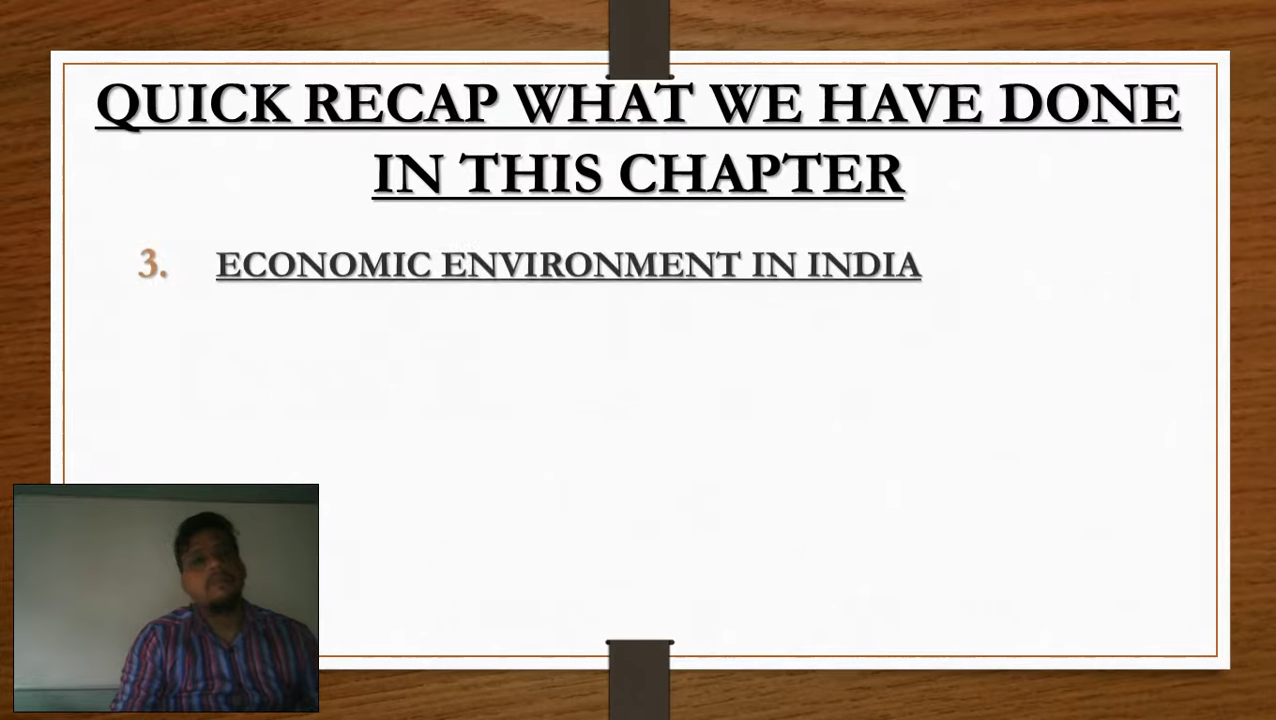 QUICK RECAP WHAT WE HAVE DONE
IN THIS CHAPTER
3. ECONOMIC ENVIRONMENT IN INDIA